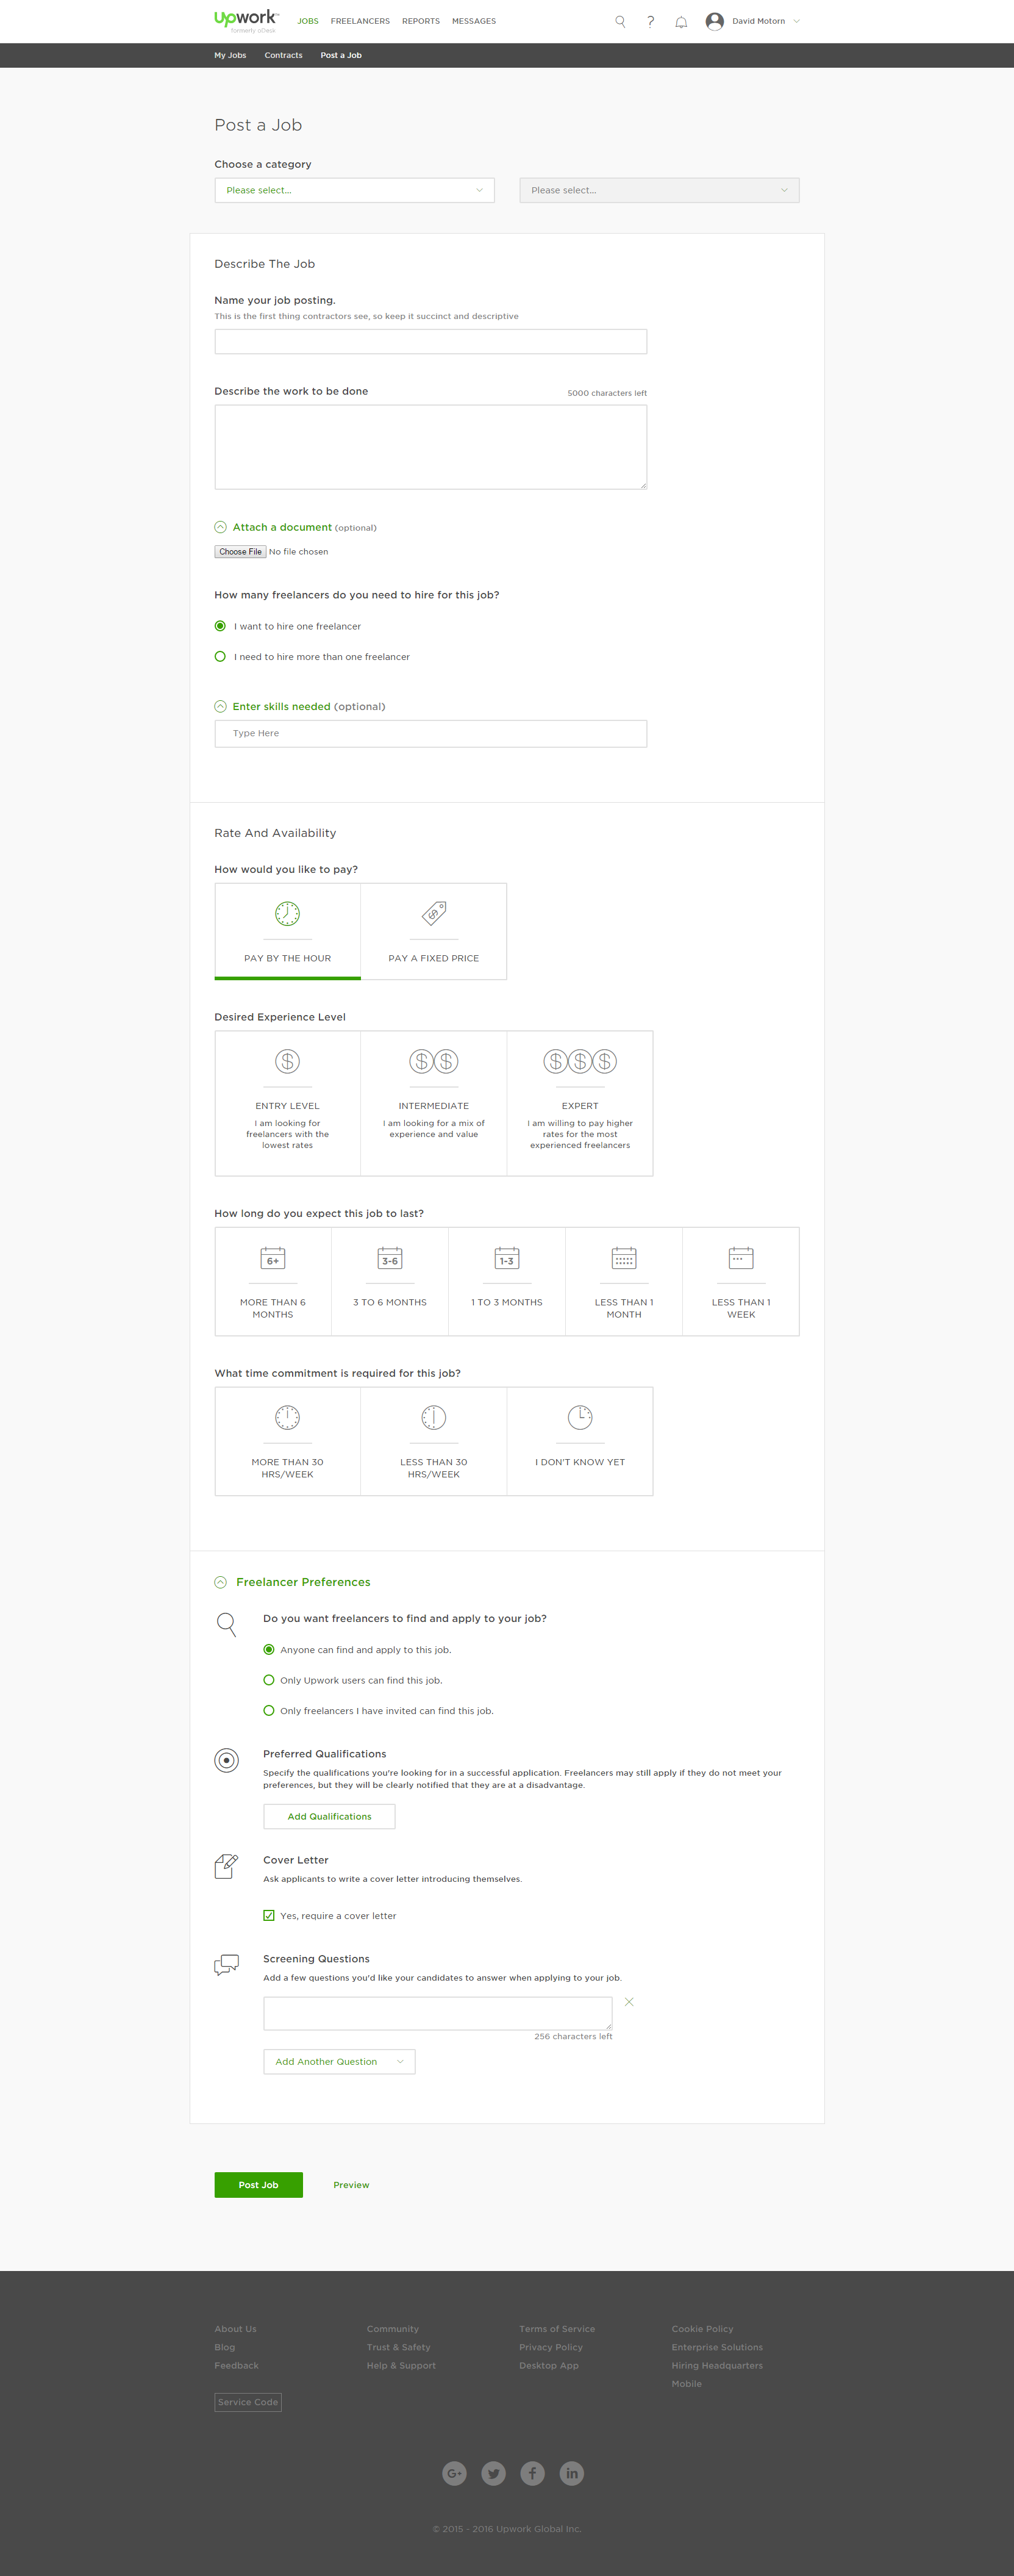 Upwork™
formerly oDesk
JOBS FREELANCERS REPORTS MESSAGES
? David Motorn
My Jobs Contracts Post a Job
Post a Job
Choose a category
Please select... Please select...
Describe The Job
Name your job posting.
This is the first thing contractors see, so keep it succinct and descriptive
Describe the work to be done 5000 characters left
Attach a document (optional)
Choose File No file chosen
How many freelancers do you need to hire for this job?
I want to hire one freelancer
I need to hire more than one freelancer
Enter skills needed (optional)
Type Here
Rate And Availability
How would you like to pay?
PAY BY THE HOUR PAY A FIXED PRICE
Desired Experience Level
ENTRY LEVEL
I am looking for
freelancers with the
lowest rates
INTERMEDIATE
I am looking for a mix of
experience and value
EXPERT
I am willing to pay higher
rates for the most
experienced freelancers
How long do you expect this job to last?
6+
MORE THAN 6
MONTHS
3-6
3 TO 6 MONTHS
1-3
1 TO 3 MONTHS
LESS THAN 1
MONTH
LESS THAN 1
WEEK
What time commitment is required for this job?
MORE THAN 30
HRS/WEEK
LESS THAN 30
HRS/WEEK
I DON'T KNOW YET
Freelancer Preferences
Do you want freelancers to find and apply to your job?
Anyone can find and apply to this job.
Only Upwork users can find this job.
Only freelancers I have invited can find this job.
Preferred Qualifications
Specify the qualifications you're looking for in a successful application. Freelancers may still apply if they do not meet your
preferences, but they will be clearly notified that they are at a disadvantage.
Add Qualifications
Cover Letter
Ask applicants to write a cover letter introducing themselves.
Yes, require a cover letter
Screening Questions
Add a few questions you'd like your candidates to answer when applying to your job.
256 characters left
Add Another Question
Post Job Preview
About Us Community Terms of Service Cookie Policy
Blog Trust & Safety Privacy Policy Enterprise Solutions
Feedback Help & Support Desktop App Hiring Headquarters
Mobile
Service Code
G+ f in
© 2015 - 2016 Upwork Global Inc.